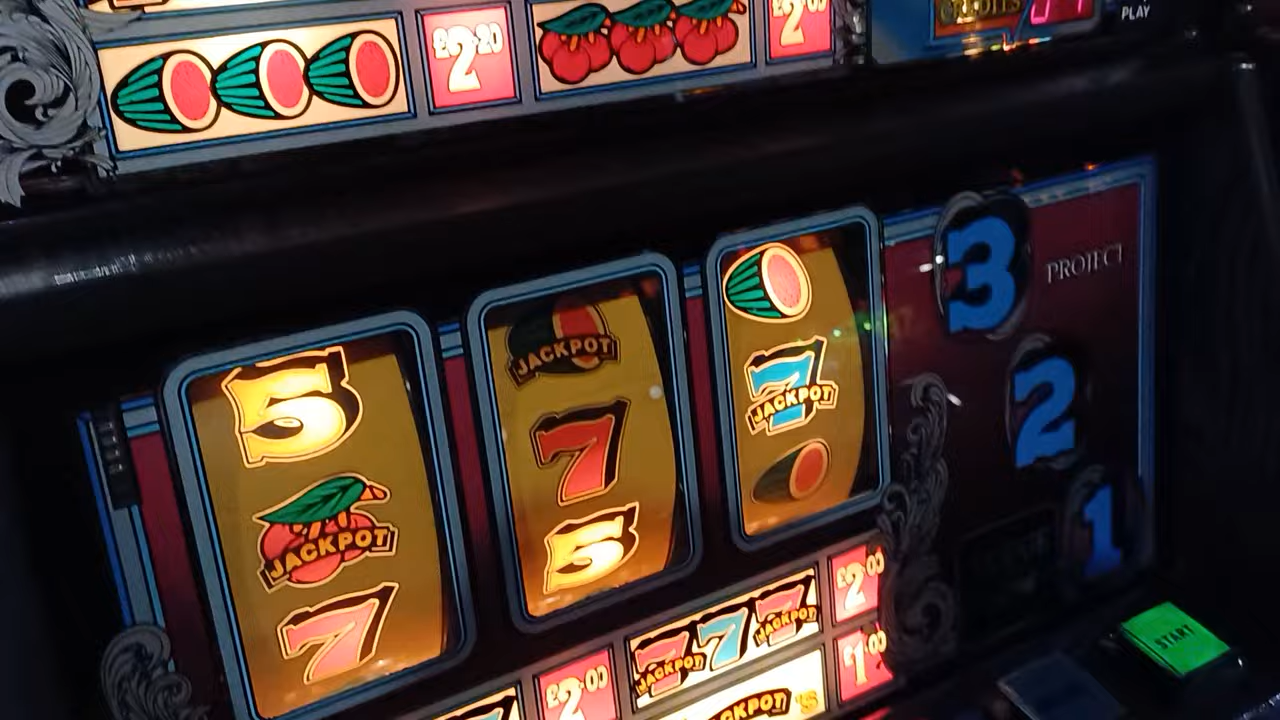 £2.20
£2.00
CREDITS
PLAY
3
PROJECT
5
JACKPOT
7
JACKPOT
7
5
7
JACKPOT
2
1
START
JACKPOT
7
JACKPOT
£2.00
£2.00
£1.00
JACKPOT'S